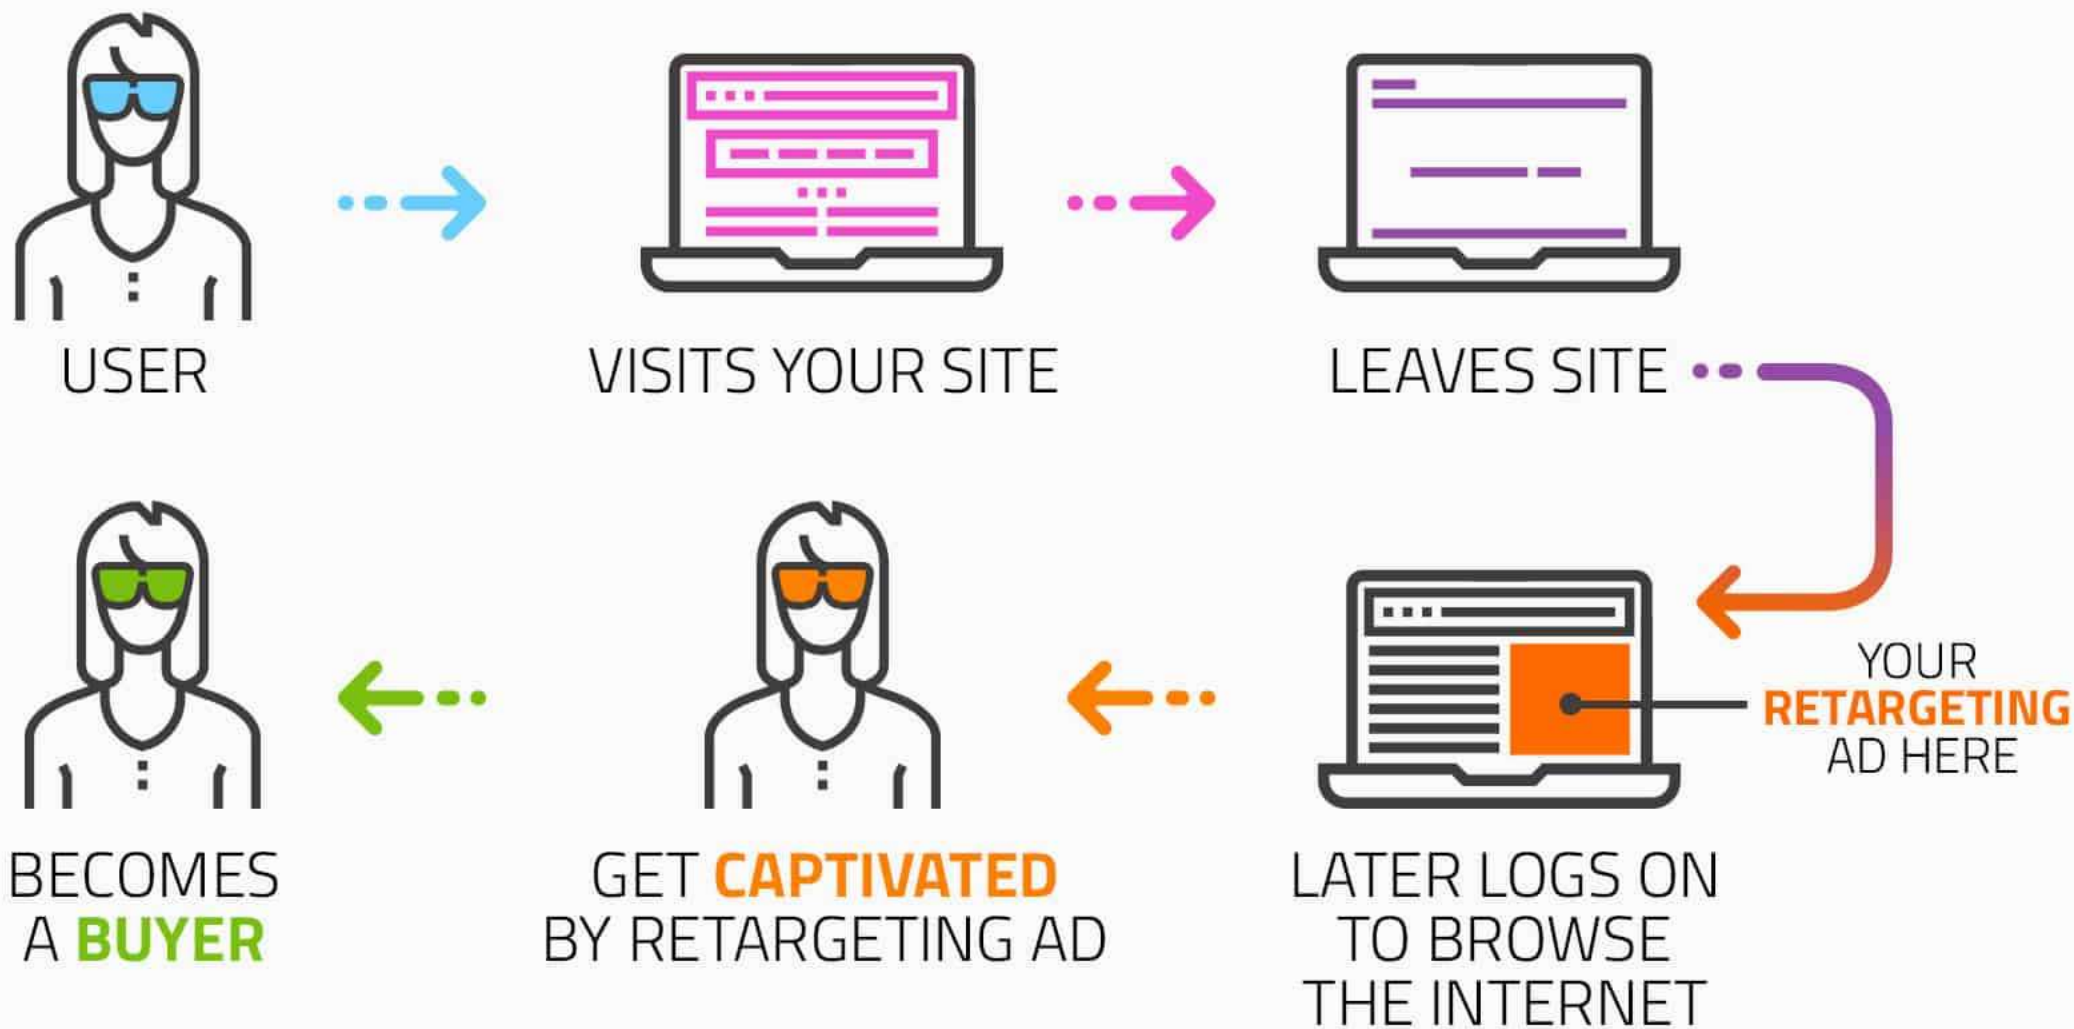 USER
VISITS YOUR SITE
LEAVES SITE
YOUR
RETARGETING
AD HERE
LATER LOGS ON
TO BROWSE
THE INTERNET
GET CAPTIVATED
BY RETARGETING AD
BECOMES
A BUYER